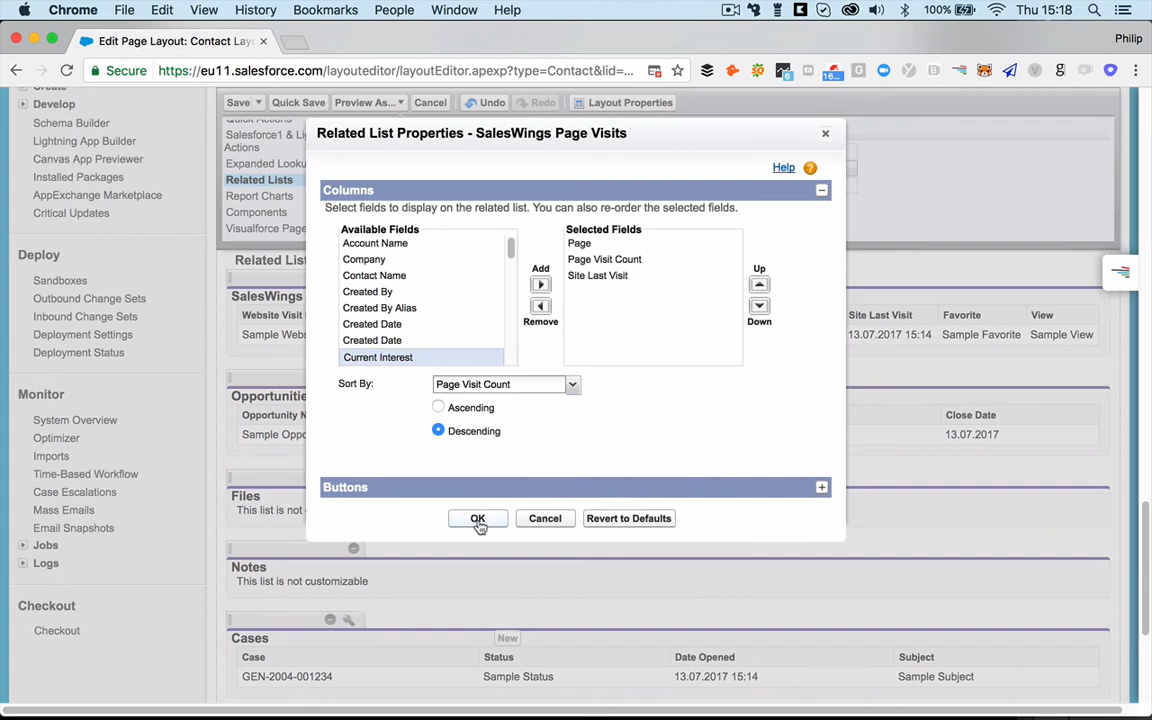 Chrome File Edit View History Bookmarks People Window Help 100% Thu 15:18
Edit Page Layout: Contact Lay
Philip
Secure https://eu11.salesforce.com/layouteditor/layoutEditor.apexp?type=Contact&lid=...
Create
Develop
Schema Builder
Lightning App Builder
Canvas App Previewer
Installed Packages
AppExchange Marketplace
Critical Updates
Deploy
Sandboxes
Outbound Change Sets
Inbound Change Sets
Deployment Settings
Deployment Status
Monitor
System Overview
Optimizer
Imports
Time-Based Workflow
Case Escalations
Mass Emails
Email Snapshots
Jobs
Logs
Checkout
Checkout
Save Quick Save Preview As... Cancel Undo Redo Layout Properties
Quick Actions
Salesforce1 & Lig
Actions
Expanded Looku
Related Lists
Report Charts
Components
Visualforce Page
Related List Properties - SalesWings Page Visits
Help ?
Columns
Select fields to display on the related list. You can also re-order the selected fields.
Available Fields
Account Name
Company
Contact Name
Created By
Created By Alias
Created Date
Created Date
Current Interest
Add
Remove
Selected Fields
Page
Page Visit Count
Site Last Visit
Up
Down
Sort By: Page Visit Count
Ascending
Descending
Buttons
OK Cancel Revert to Defaults
Related List
SalesWings
Website Visit Site Last Visit Favorite View
Sample Webs 13.07.2017 15:14 Sample Favorite Sample View
Opportunities
Opportunity N Close Date
Sample Oppo 13.07.2017
Files
This list is not
Notes
This list is not customizable
Cases New
Case Status Date Opened Subject
GEN-2004-001234 Sample Status 13.07.2017 15:14 Sample Subject